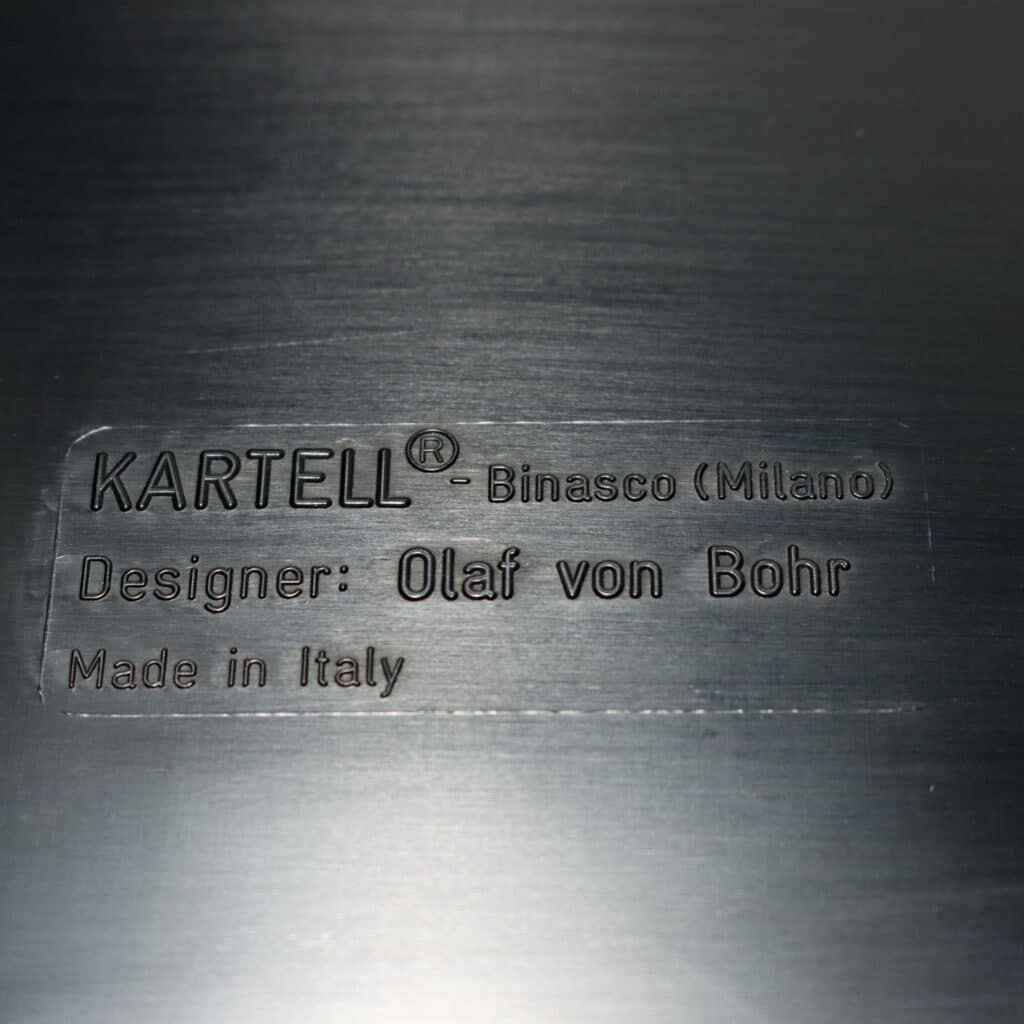 KARTELL® - Binasco (Milano)
Designer: Olaf von Bohr
Made in Italy